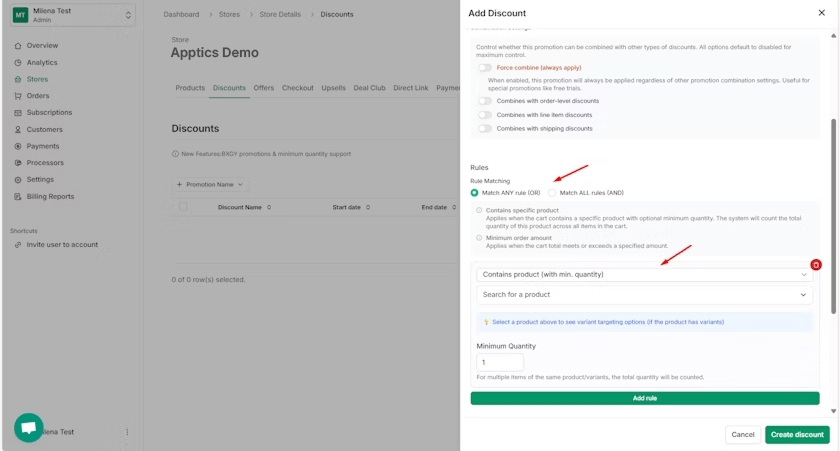 MT
Milena Test
Admin
Overview
Analytics
Stores
Orders
Subscriptions
Customers
Payments
Processors
Settings
Billing Reports
Shortcuts
Invite user to account
ilena Test
Dashboard > Stores > Store Details > Discounts
Store
Apptics Demo
Products Discounts Offers Checkout Upsells Deal Club Direct Link Paymer
Discounts
New Features:BXGY promotions & minimum quantity support
+ Promotion Name
Discount Name Start date End date
0 of 0 row(s) selected.
Add Discount
Control whether this promotion can be combined with other types of discounts. All options default to disabled for
maximum control.
Force combine (always apply)
When enabled, this promotion will always be applied regardless of other promotion combination settings. Useful for
special promotions like free trials.
Combines with order-level discounts
Combines with line item discounts
Combines with shipping discounts
Rules
Rule Matching
Match ANY rule (OR) Match ALL rules (AND)
Contains specific product
Applies when the cart contains a specific product with optional minimum quantity. The system will count the total
quantity of this product across all items in the cart.
Minimum order amount
Applies when the cart total meets or exceeds a specified amount.
Contains product (with min. quantity)
Search for a product
Select a product above to see variant targeting options (if the product has variants)
Minimum Quantity
1
For multiple items of the same product/variants, the total quantity will be counted.
Add rule
Cancel Create discount